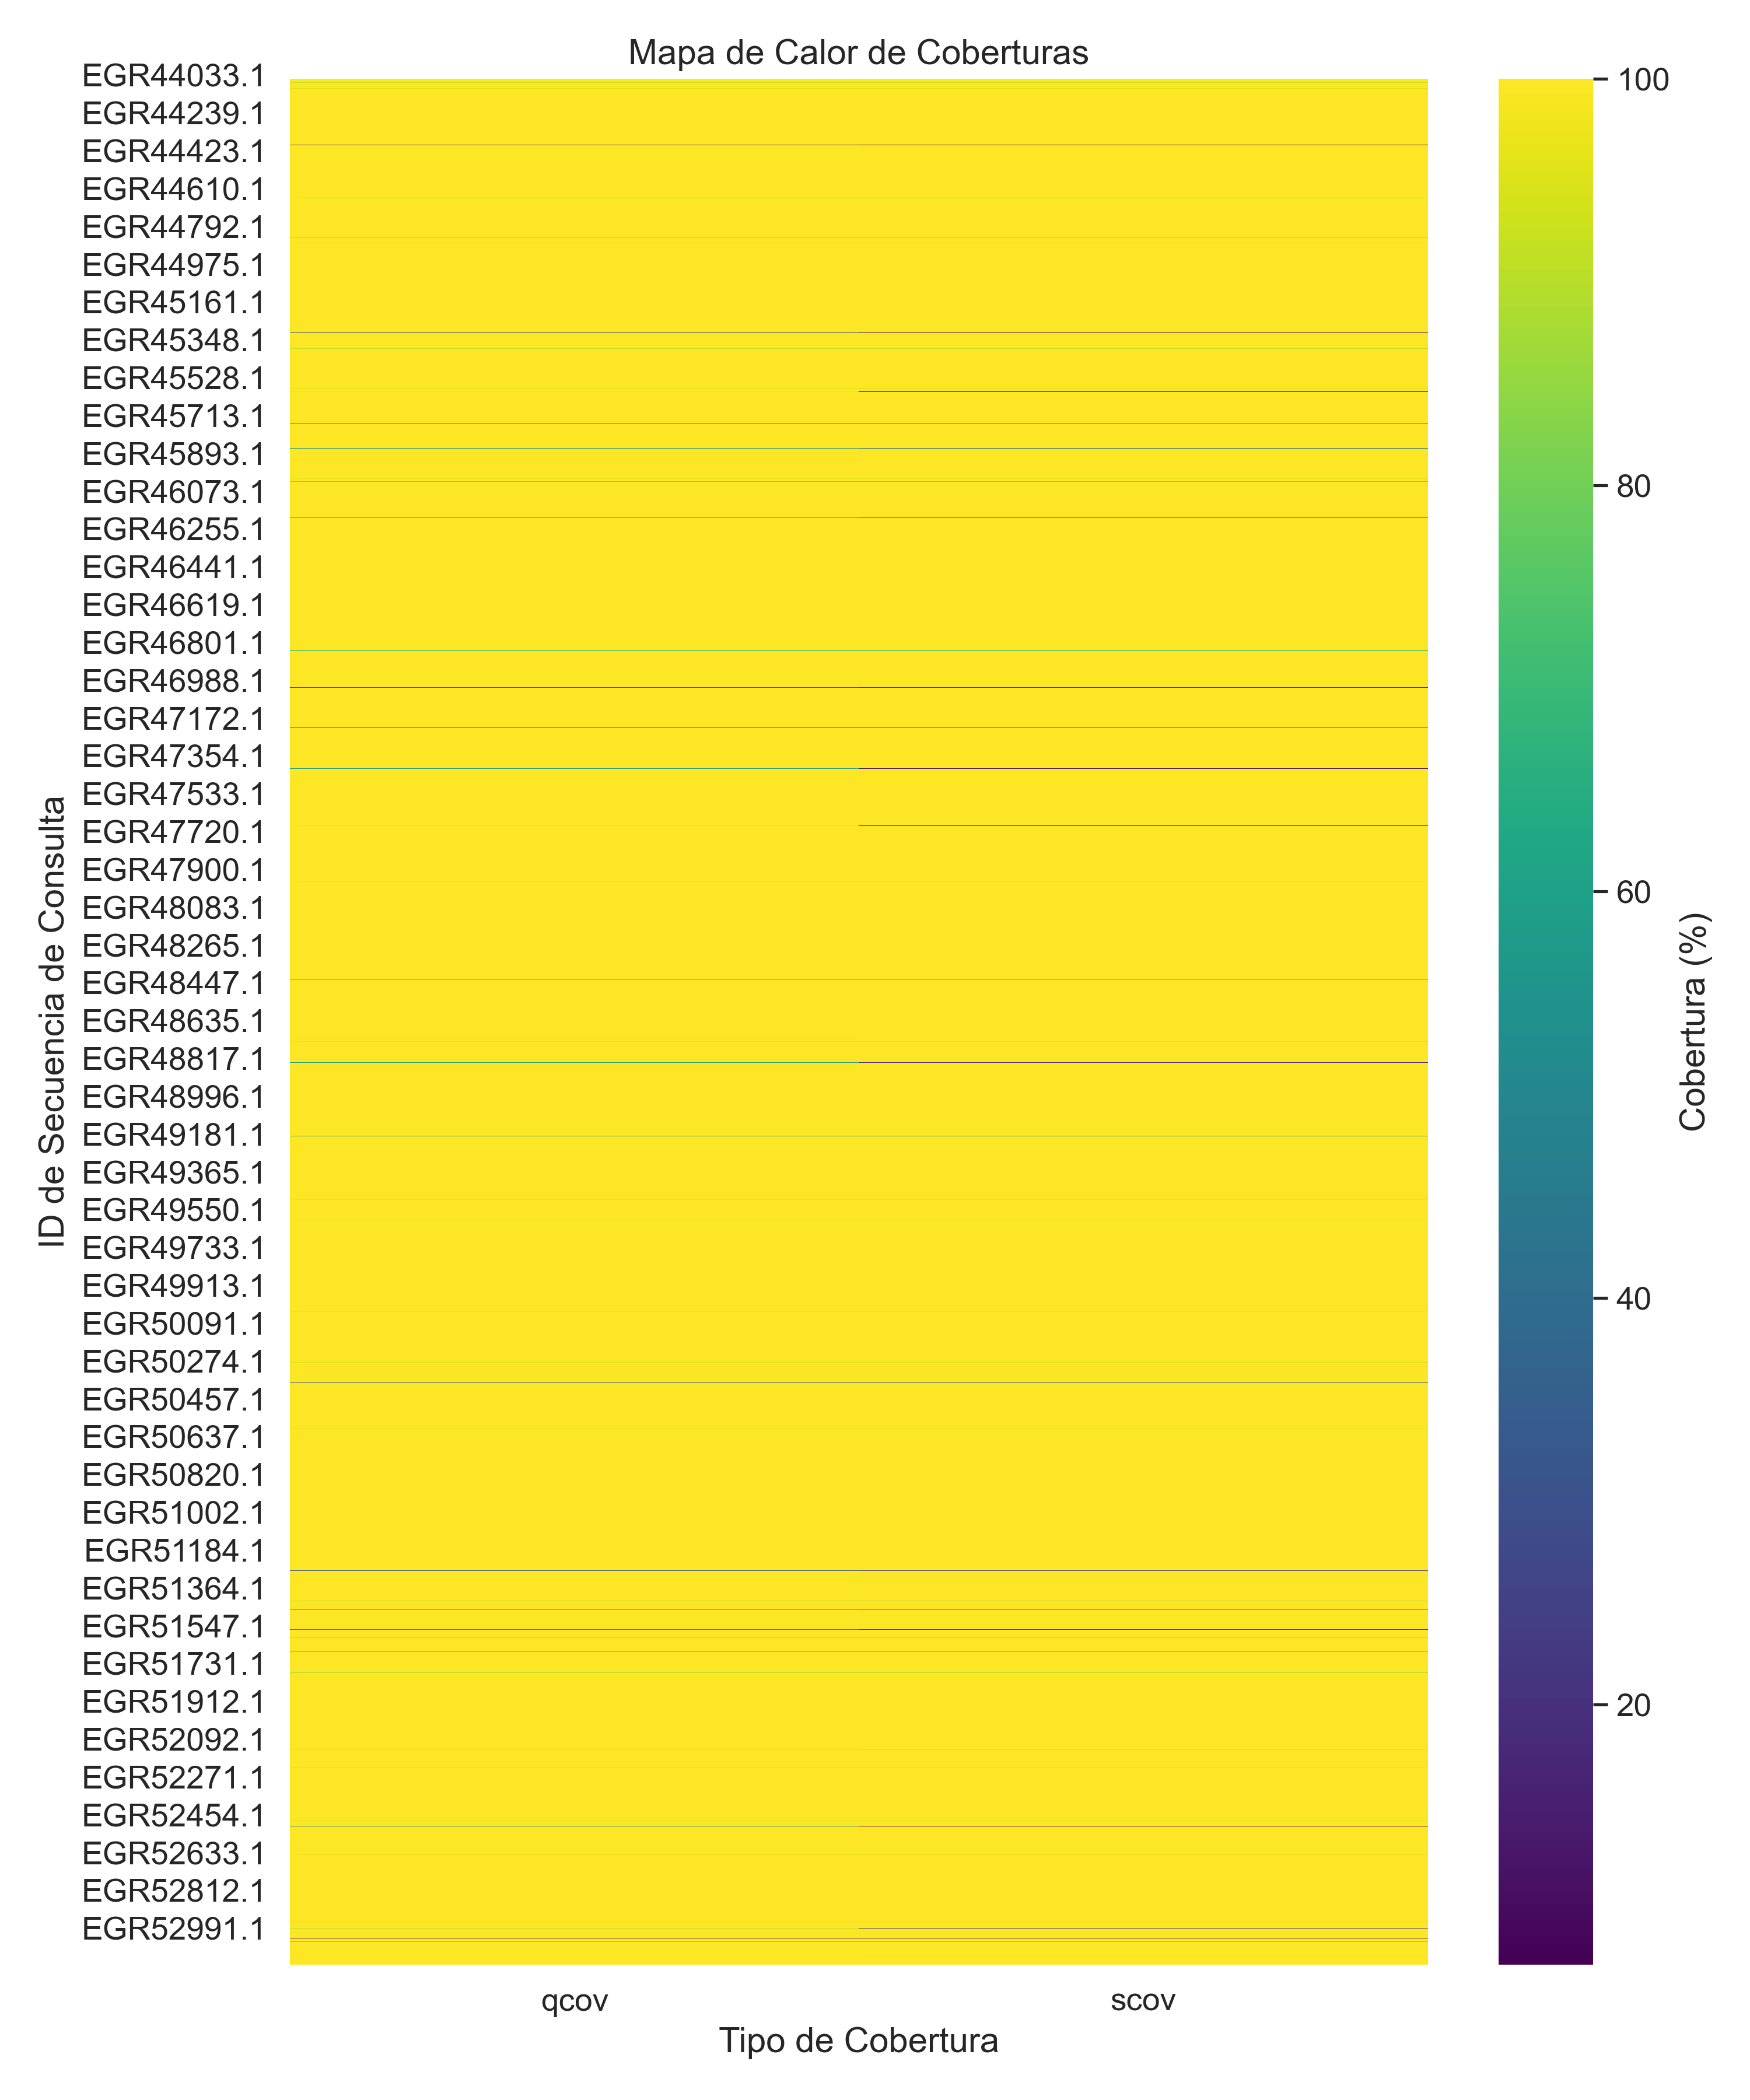 Mapa de Calor de Coberturas
EGR44033.1
EGR44239.1
EGR44423.1
EGR44610.1
EGR44792.1
EGR44975.1
EGR45161.1
EGR45348.1
EGR45528.1
EGR45713.1
EGR45893.1
EGR46073.1
EGR46255.1
EGR46441.1
EGR46619.1
EGR46801.1
EGR46988.1
EGR47172.1
EGR47354.1
EGR47533.1
EGR47720.1
EGR47900.1
EGR48083.1
EGR48265.1
EGR48447.1
EGR48635.1
EGR48817.1
EGR48996.1
EGR49181.1
EGR49365.1
EGR49550.1
EGR49733.1
EGR49913.1
EGR50091.1
EGR50274.1
EGR50457.1
EGR50637.1
EGR50820.1
EGR51002.1
EGR51184.1
EGR51364.1
EGR51547.1
EGR51731.1
EGR51912.1
EGR52092.1
EGR52271.1
EGR52454.1
EGR52633.1
EGR52812.1
EGR52991.1
ID de Secuencia de Consulta
qcov
scov
Tipo de Cobertura
100
80
60
40
20
Cobertura (%)